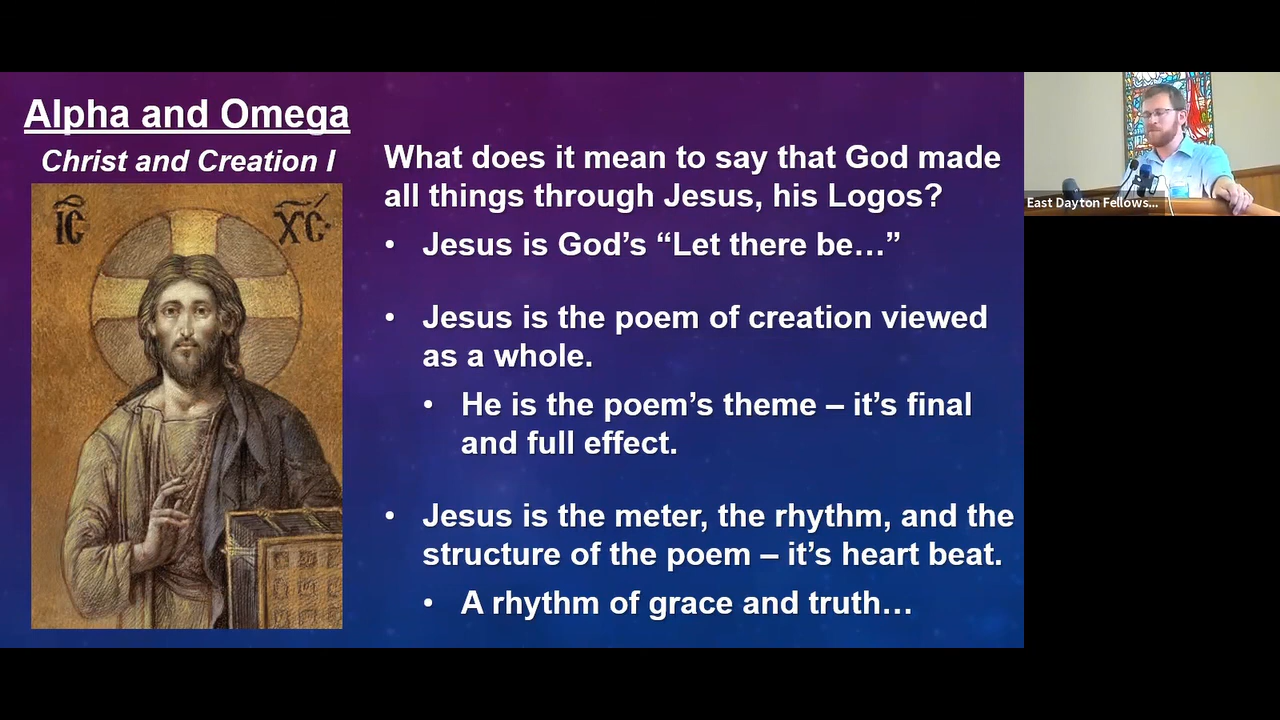 Alpha and Omega
Christ and Creation I
IC
XC
What does it mean to say that God made
all things through Jesus, his Logos?
• Jesus is God’s “Let there be…”
• Jesus is the poem of creation viewed
as a whole.
• He is the poem’s theme – it’s final
and full effect.
• Jesus is the meter, the rhythm, and the
structure of the poem – it’s heart beat.
• A rhythm of grace and truth…
East Dayton Fellows...